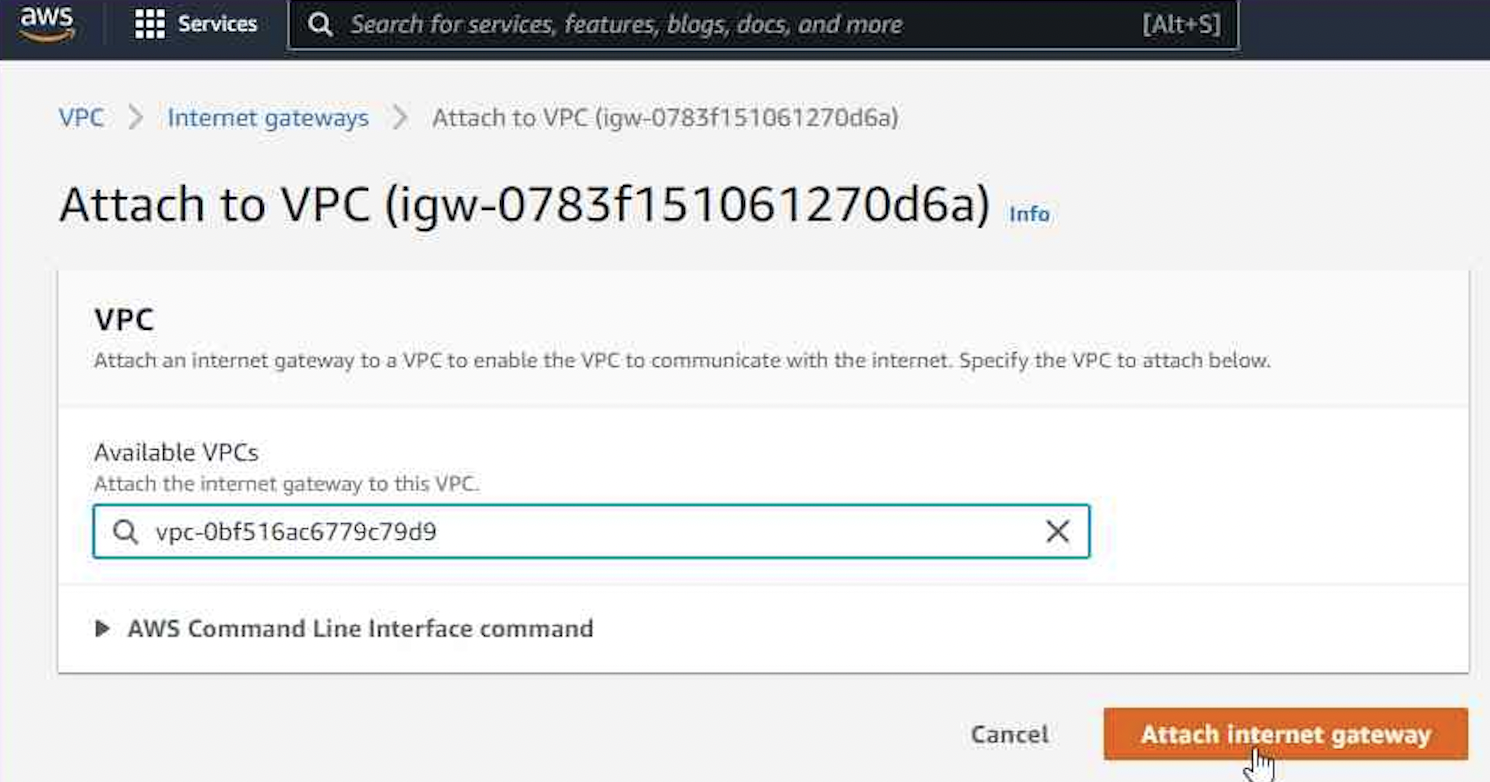 aws Services Search for services, features, blogs, docs, and more [Alt+S]
VPC > Internet gateways > Attach to VPC (igw-0783f151061270d6a)
Attach to VPC (igw-0783f151061270d6a) Info
VPC
Attach an internet gateway to a VPC to enable the VPC to communicate with the internet. Specify the VPC to attach below.
Available VPCs
Attach the internet gateway to this VPC.
vpc-0bf516ac6779c79d9
AWS Command Line Interface command
Cancel Attach internet gateway